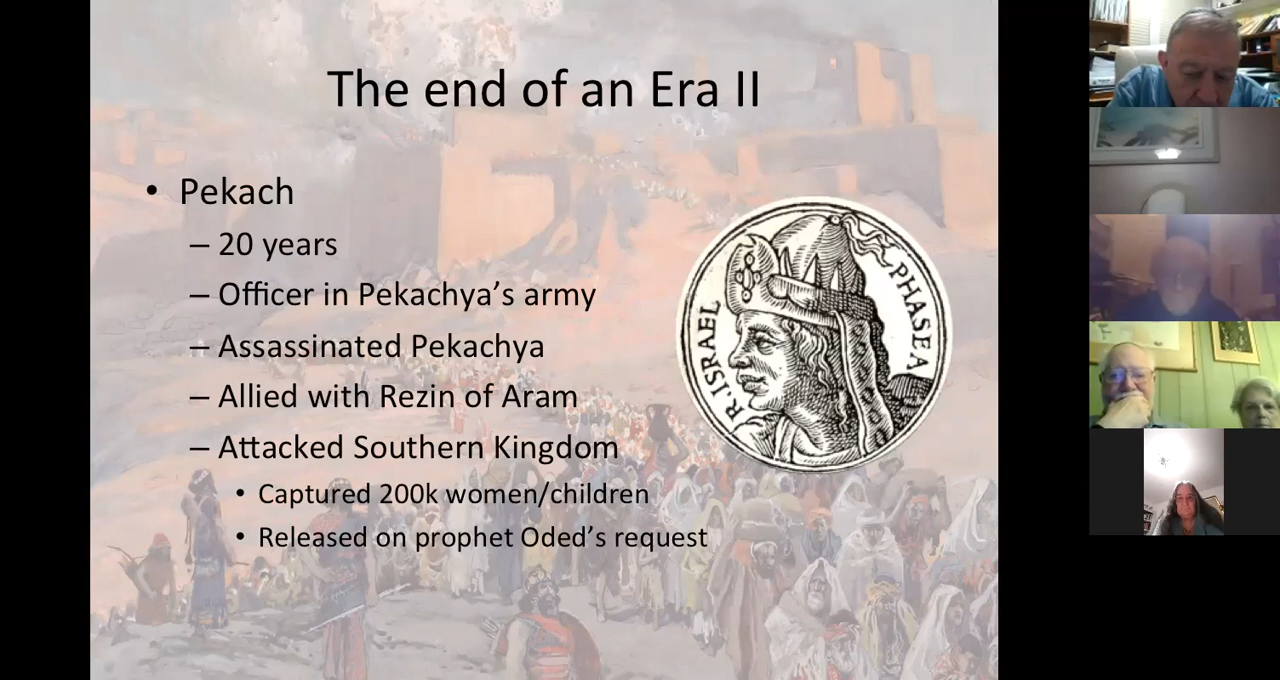 The end of an Era II
• Pekach
– 20 years
– Officer in Pekachya’s army
– Assassinated Pekachya
– Allied with Rezin of Aram
– Attacked Southern Kingdom
• Captured 200k women/children
• Released on prophet Oded’s request
R. ISRAEL
PHASEA